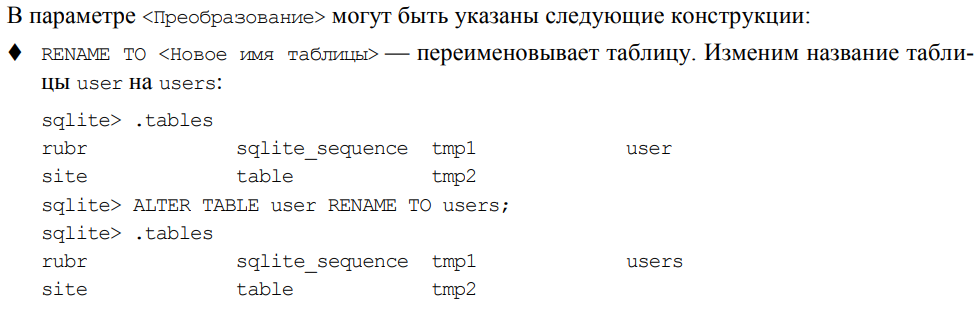 В параметре <Преобразование> могут быть указаны следующие конструкции:
♦ RENAME TO <Новое имя таблицы> — переименовывает таблицу. Изменим название табли-
цы user на users:
sqlite> .tables
rubr sqlite_sequence tmp1 user
site table tmp2
sqlite> ALTER TABLE user RENAME TO users;
sqlite> .tables
rubr sqlite_sequence tmp1 users
site table tmp2